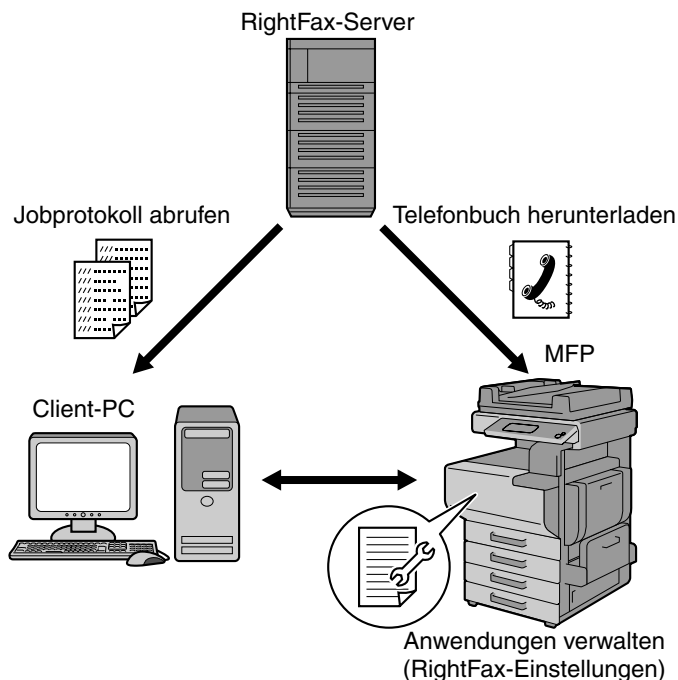 RightFax-Server
Jobprotokoll abrufen
Telefonbuch herunterladen
MFP
Client-PC
Anwendungen verwalten
(RightFax-Einstellungen)